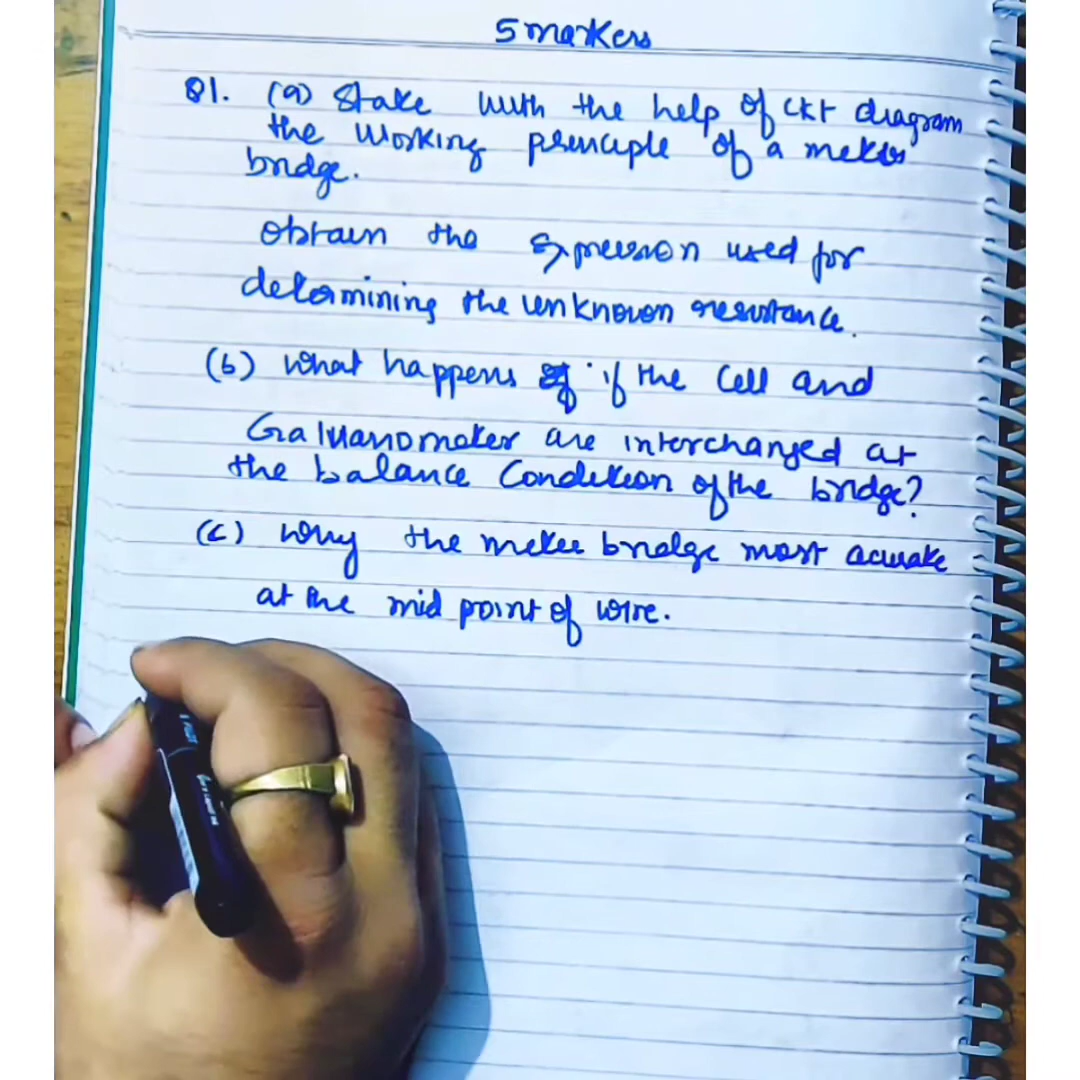 5 markers
Q1. (a) State with the help of ckt diagram
the working principle of a meter
bridge.
obtain the Expression used for
determining the unknown resistance.
(b) what happens if the Cell and
Galvanometer are interchanged at
the balance Condition of the bridge?
(c) why the meter bridge most acurate
at the mid point of wire.